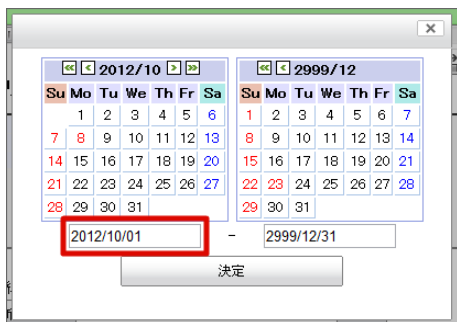 2012/10
Su Mo Tu We Th Fr Sa
1 2 3 4 5 6
7 8 9 10 11 12 13
14 15 16 17 18 19 20
21 22 23 24 25 26 27
28 29 30 31
2999/12
Su Mo Tu We Th Fr Sa
1 2 3 4 5 6 7
8 9 10 11 12 13 14
15 16 17 18 19 20 21
22 23 24 25 26 27 28
29 30 31
2012/10/01 - 2999/12/31
決定